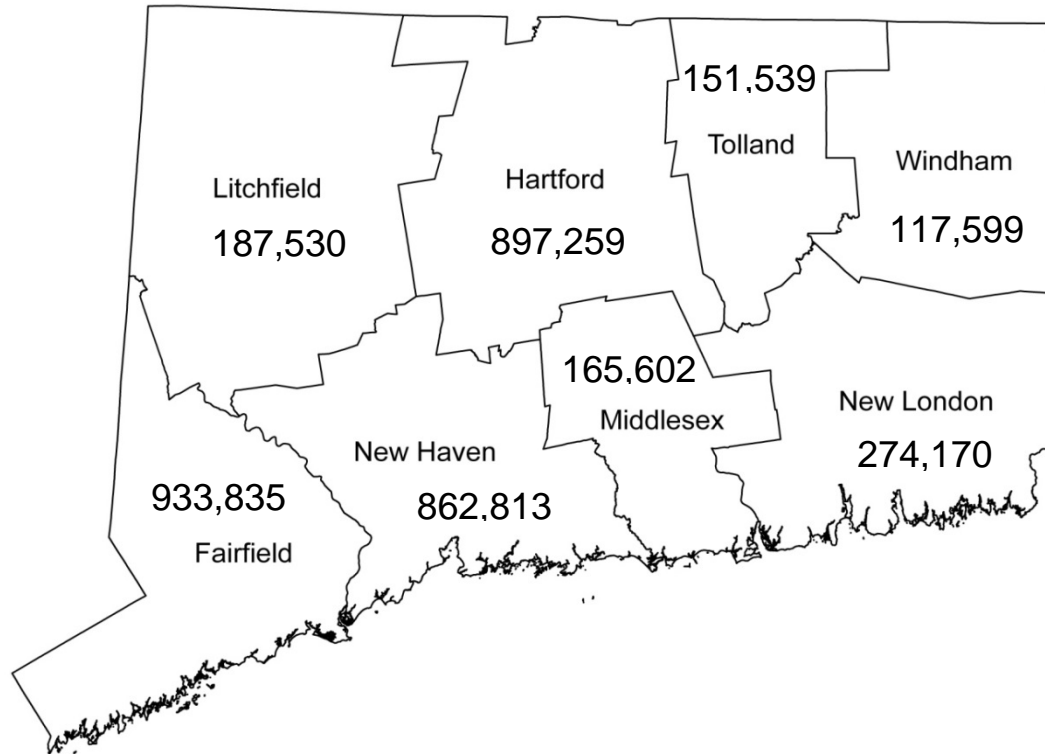 151,539
Tolland
Litchfield
187,530
Hartford
897,259
Windham
117,599
165,602
Middlesex
New London
274,170
New Haven
862,813
933,835
Fairfield